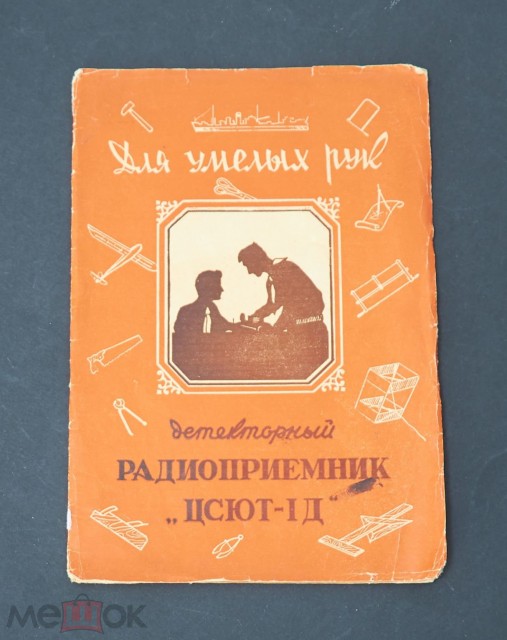 Для умелых рук
детекторный
РАДИОПРИЕМНИК
„ЦСЮТ-1Д"
мешок